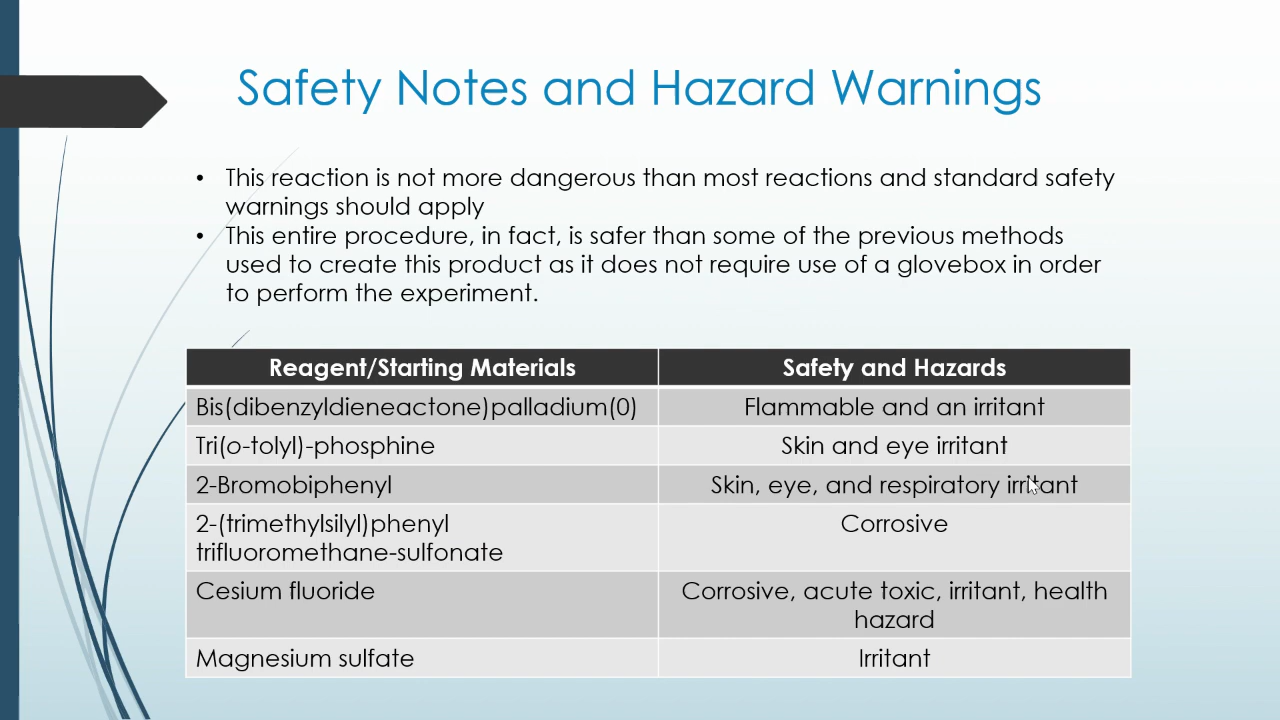 Safety Notes and Hazard Warnings
• This reaction is not more dangerous than most reactions and standard safety
warnings should apply
• This entire procedure, in fact, is safer than some of the previous methods
used to create this product as it does not require use of a glovebox in order
to perform the experiment.
Reagent/Starting Materials Safety and Hazards
Bis(dibenzyldieneactone)palladium(0) Flammable and an irritant
Tri(o-tolyl)-phosphine Skin and eye irritant
2-Bromobiphenyl Skin, eye, and respiratory irritant
2-(trimethylsilyl)phenyl Corrosive
trifluoromethane-sulfonate
Cesium fluoride Corrosive, acute toxic, irritant, health
hazard
Magnesium sulfate Irritant